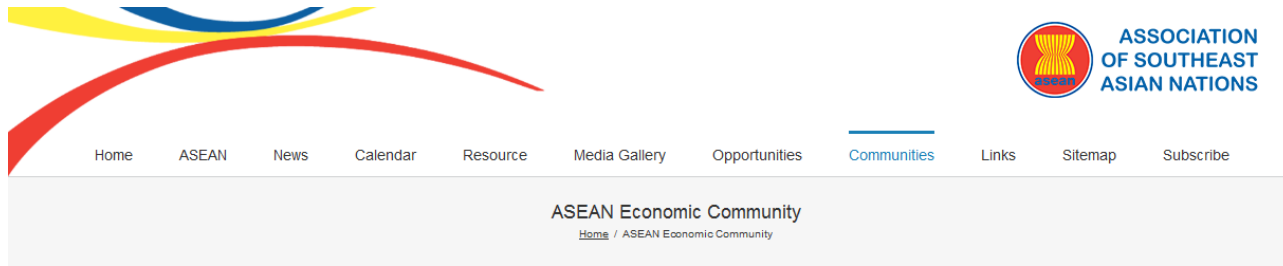 asean
ASSOCIATION
OF SOUTHEAST
ASIAN NATIONS
Home ASEAN News Calendar Resource Media Gallery Opportunities Communities Links Sitemap Subscribe
ASEAN Economic Community
Home / ASEAN Economic Community